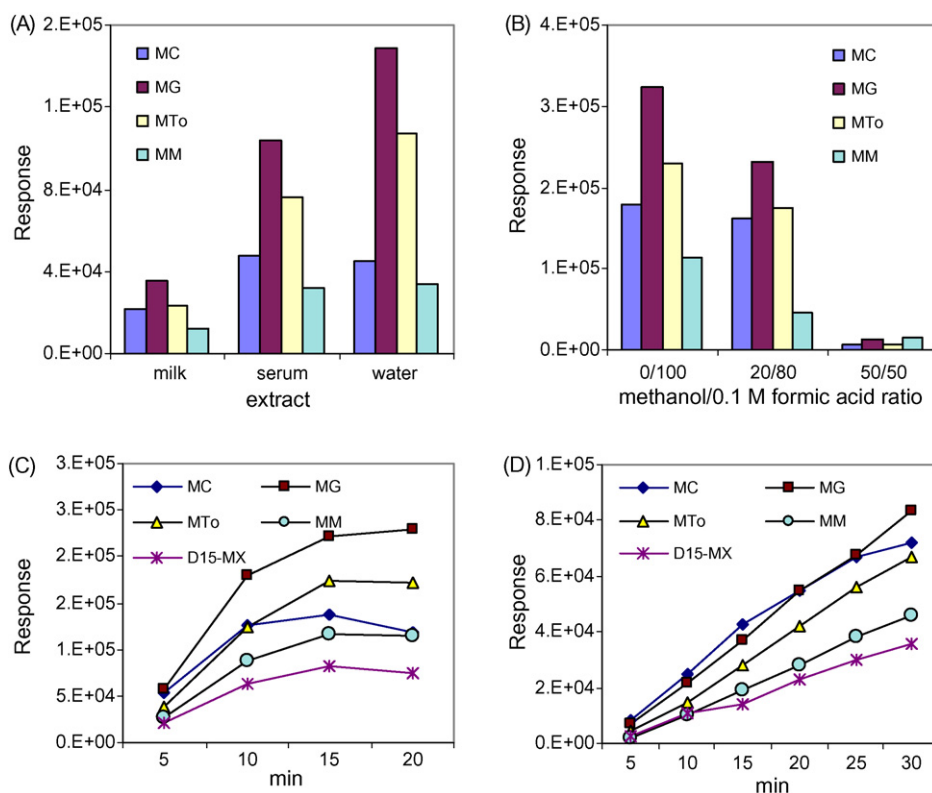 (A)
2.E+05
1.E+05
8.E+04
4.E+04
0.E+00
Response
MC
MG
MTo
MM
milk serum water
extract
(B)
4.E+05
3.E+05
2.E+05
1.E+05
0.E+00
Response
MC
MG
MTo
MM
0/100 20/80 50/50
methanol/0.1 M formic acid ratio
(C)
3.E+05
3.E+05
2.E+05
2.E+05
1.E+05
5.E+04
0.E+00
Response
MC MG
MTo MM
D15-MX
5 10 15 20
min
(D)
1.E+05
8.E+04
6.E+04
4.E+04
2.E+04
0.E+00
Response
MC MG
MTo MM
D15-MX
5 10 15 20 25 30
min